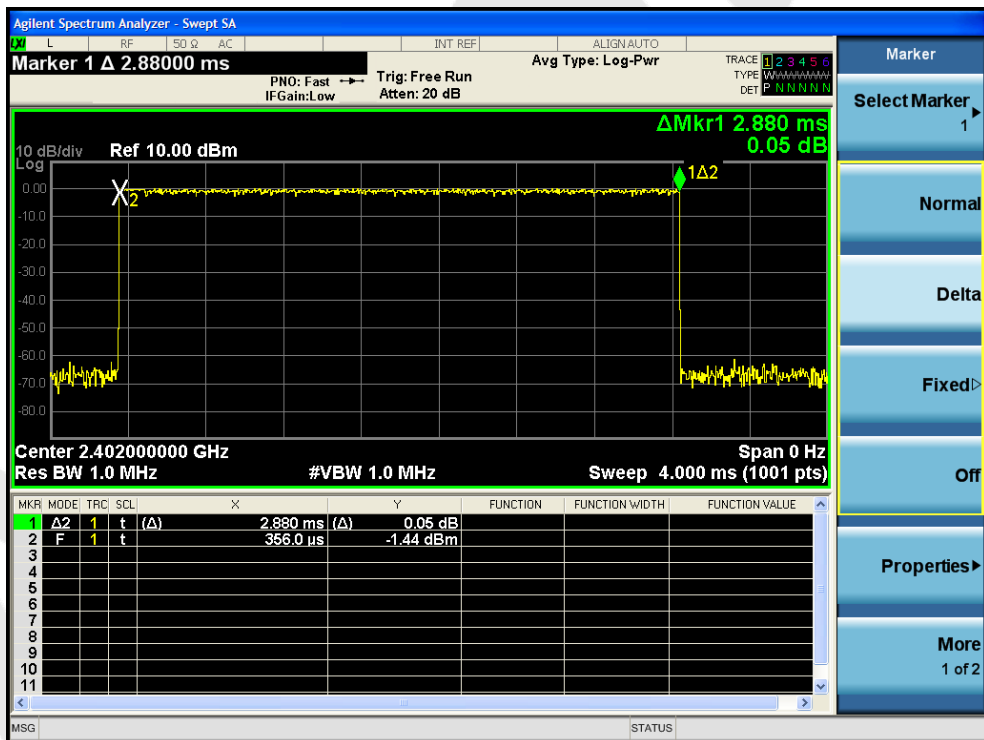 Agilent Spectrum Analyzer - Swept SA
LXI L RF 50 Ω AC INT REF ALIGN AUTO
Marker 1 Δ 2.88000 ms
PNO: Fast
IFGain:Low
Trig: Free Run
Atten: 20 dB
Avg Type: Log-Pwr
TRACE 1 2 3 4 5 6
TYPE
DET P N N N N N
ΔMkr1 2.880 ms
0.05 dB
10 dB/div Ref 10.00 dBm
Log
1Δ2
2
0.00
-10.0
-20.0
-30.0
-40.0
-50.0
-60.0
-70.0
-80.0
Center 2.402000000 GHz Span 0 Hz
Res BW 1.0 MHz #VBW 1.0 MHz Sweep 4.000 ms (1001 pts)
MKR MODE TRC SCL X Y FUNCTION FUNCTION WIDTH FUNCTION VALUE
1 Δ2 1 t (Δ) 2.880 ms (Δ) 0.05 dB
2 F 1 t 356.0 µs -1.44 dBm
3
4
5
6
7
8
9
10
11
MSG STATUS
Marker
Select Marker
1
Normal
Delta
Fixed
Off
Properties
More
1 of 2